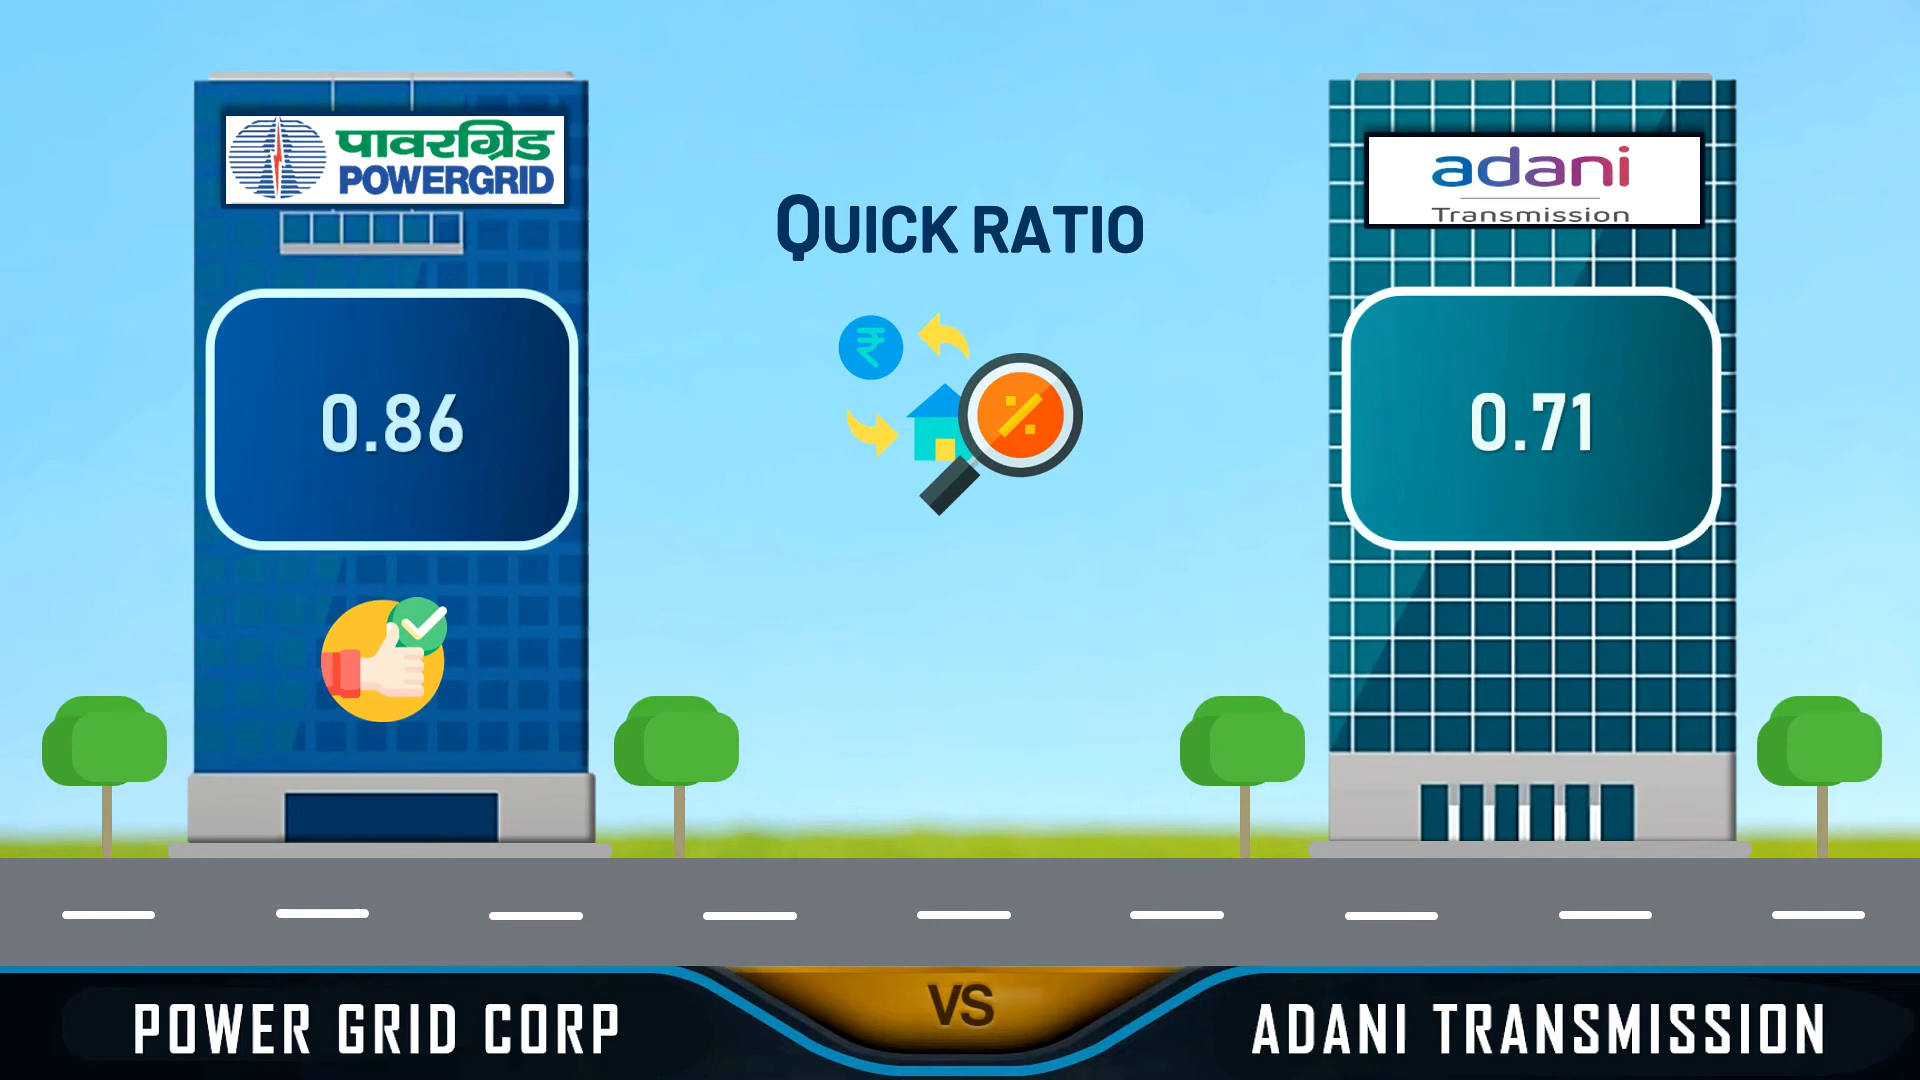 पावरग्रिड
POWERGRID
adani
Transmission
QUICK RATIO
₹
%
0.86
0.71
VS
POWER GRID CORP
ADANI TRANSMISSION